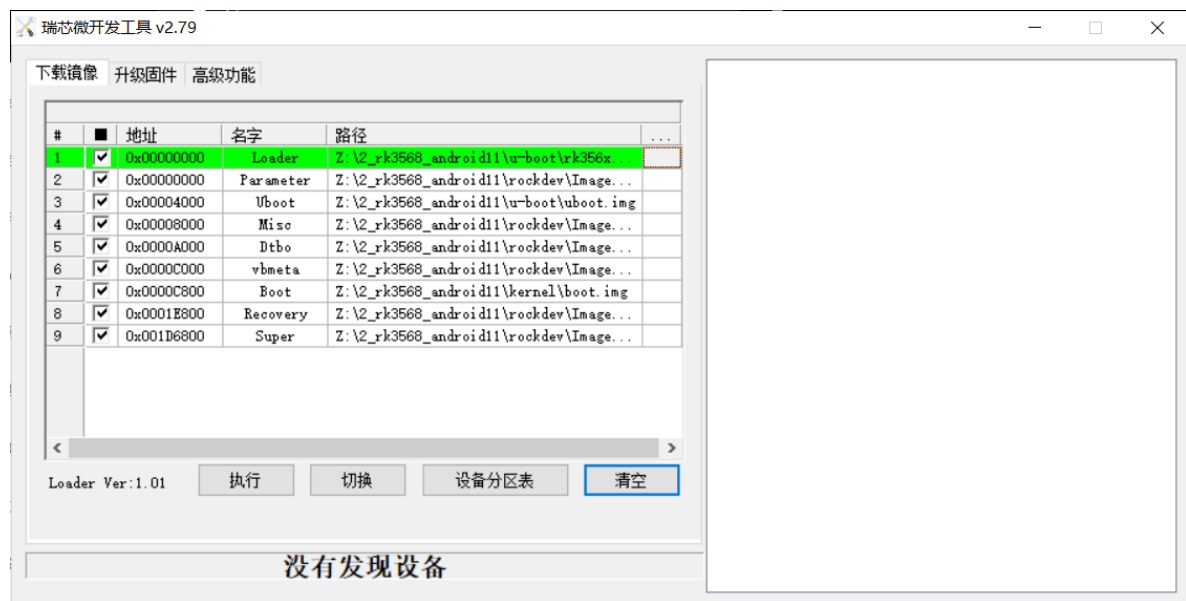 瑞芯微开发工具 v2.79
下载镜像 升级固件 高级功能
# 地址 名字 路径 ...
1 0x00000000 Loader Z:\2_rk3568_android11\u-boot\rk356x...
2 0x00000000 Parameter Z:\2_rk3568_android11\rockdev\Image...
3 0x00004000 Uboot Z:\2_rk3568_android11\u-boot\uboot.img
4 0x00008000 Misc Z:\2_rk3568_android11\rockdev\Image...
5 0x0000A000 Dtbo Z:\2_rk3568_android11\rockdev\Image...
6 0x0000C000 vbmeta Z:\2_rk3568_android11\rockdev\Image...
7 0x0000C800 Boot Z:\2_rk3568_android11\kernel\boot.img
8 0x0001E800 Recovery Z:\2_rk3568_android11\rockdev\Image...
9 0x001D6800 Super Z:\2_rk3568_android11\rockdev\Image...
Loader Ver:1.01 执行 切换 设备分区表 清空
没有发现设备